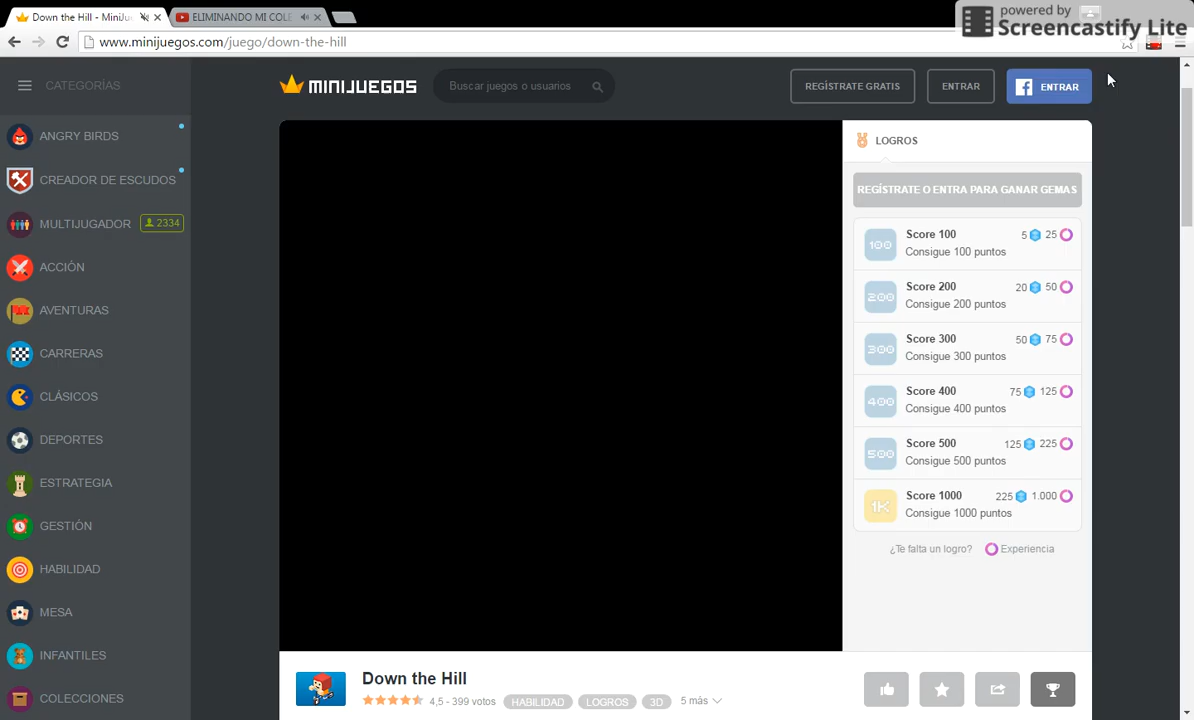 Down the Hill - MiniJu
ELIMINANDO MI COLE
powered by
Screencastify Lite
www.minijuegos.com/juego/down-the-hill
CATEGORÍAS
MINIJUEGOS
Buscar juegos o usuarios
REGÍSTRATE GRATIS
ENTRAR
ENTRAR
ANGRY BIRDS
CREADOR DE ESCUDOS
MULTIJUGADOR 2334
ACCIÓN
AVENTURAS
CARRERAS
CLÁSICOS
DEPORTES
ESTRATEGIA
GESTIÓN
HABILIDAD
MESA
INFANTILES
COLECCIONES
LOGROS
REGÍSTRATE O ENTRA PARA GANAR GEMAS
100 Score 100 5 25
Consigue 100 puntos
200 Score 200 20 50
Consigue 200 puntos
300 Score 300 50 75
Consigue 300 puntos
400 Score 400 75 125
Consigue 400 puntos
500 Score 500 125 225
Consigue 500 puntos
1K Score 1000 225 1.000
Consigue 1000 puntos
¿Te falta un logro? Experiencia
Down the Hill
4,5 - 399 votos HABILIDAD LOGROS 3D 5 más